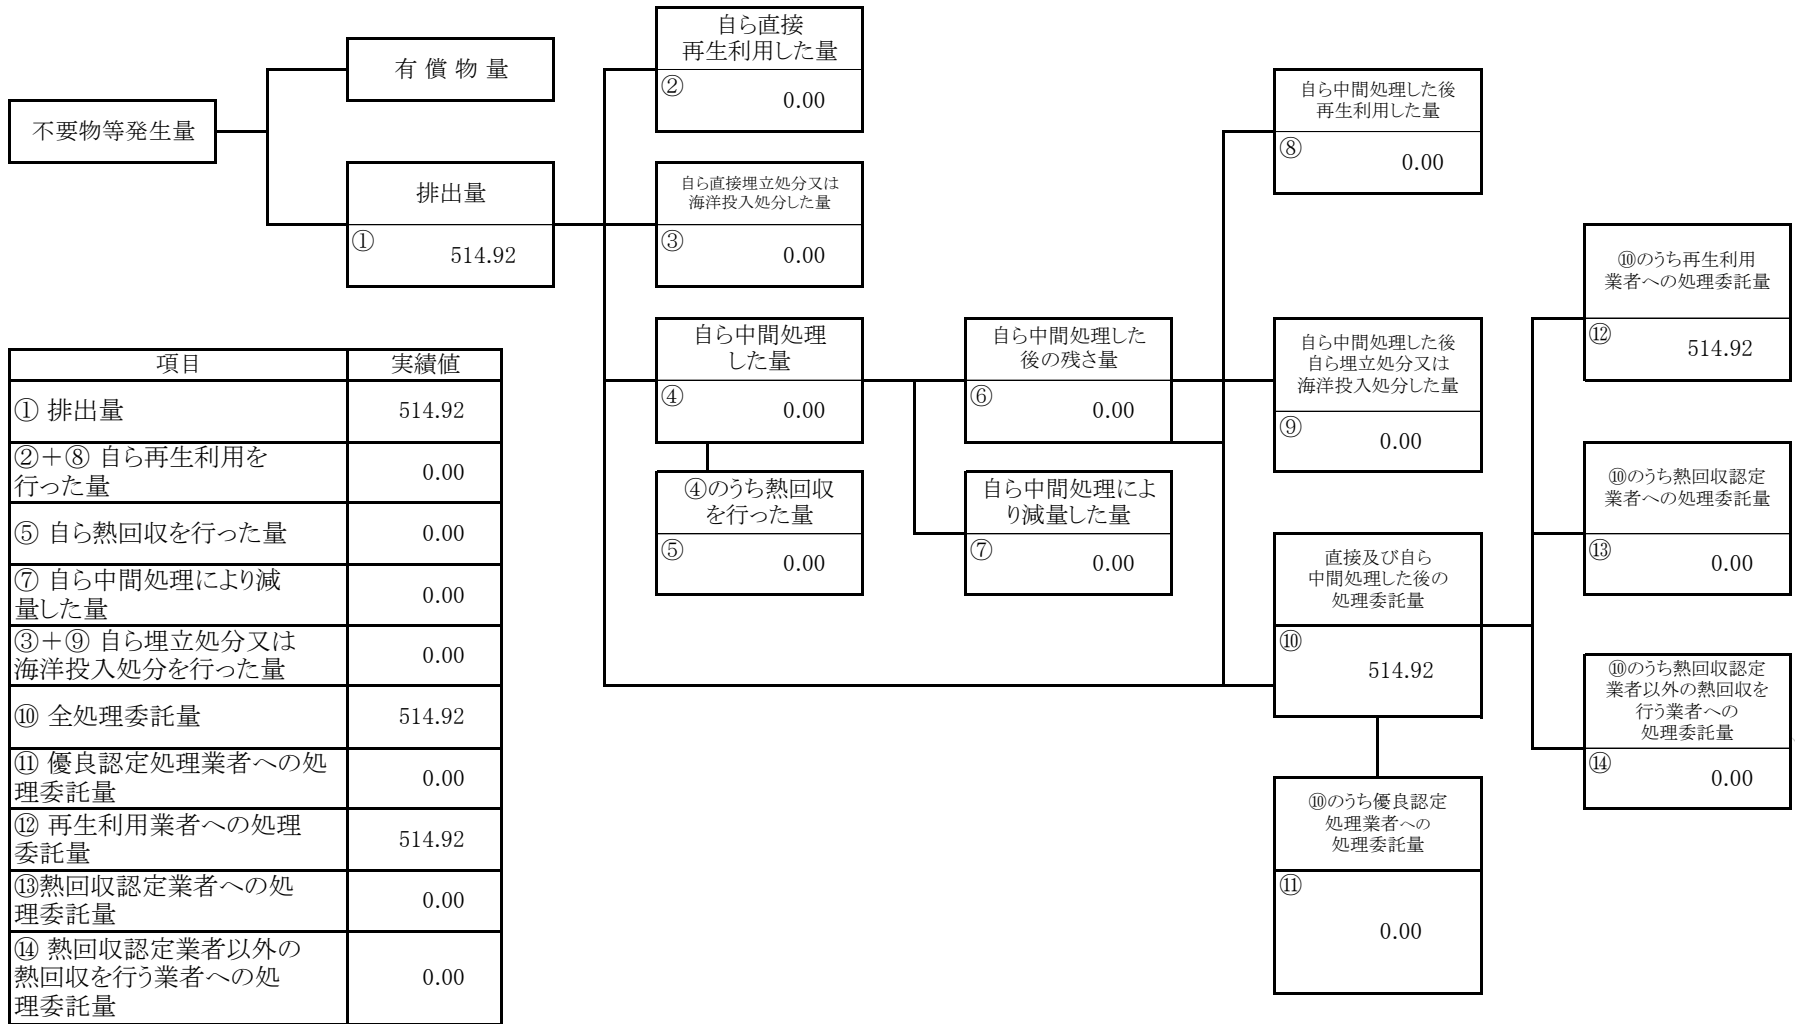 不要物等発生量
有 償 物 量
排出量
①
514.92
自ら直接
再生利用した量
②
0.00
自ら直接埋立処分又は
海洋投入処分した量
③
0.00
自ら中間処理
した量
④
0.00
④のうち熱回収
を行った量
⑤
0.00
自ら中間処理した
後の残さ量
⑥
0.00
自ら中間処理によ
り減量した量
⑦
0.00
自ら中間処理した後
再生利用した量
⑧
0.00
自ら中間処理した後
自ら埋立処分又は
海洋投入処分した量
⑨
0.00
直接及び自ら
中間処理した後の
処理委託量
⑩
514.92
⑩のうち優良認定
処理業者への
処理委託量
⑪
0.00
⑩のうち再生利用
業者への処理委託量
⑫
514.92
⑩のうち熱回収認定
業者への処理委託量
⑬
0.00
⑩のうち熱回収認定
業者以外の熱回収を
行う業者への
処理委託量
⑭
0.00
項目 実績値
① 排出量 514.92
②+⑧ 自ら再生利用を
行った量 0.00
⑤ 自ら熱回収を行った量 0.00
⑦ 自ら中間処理により減
量した量 0.00
③+⑨ 自ら埋立処分又は
海洋投入処分を行った量 0.00
⑩ 全処理委託量 514.92
⑪ 優良認定処理業者への処
理委託量 0.00
⑫ 再生利用業者への処理
委託量 514.92
⑬熱回収認定業者への処
理委託量 0.00
⑭ 熱回収認定業者以外の
熱回収を行う業者への処
理委託量 0.00